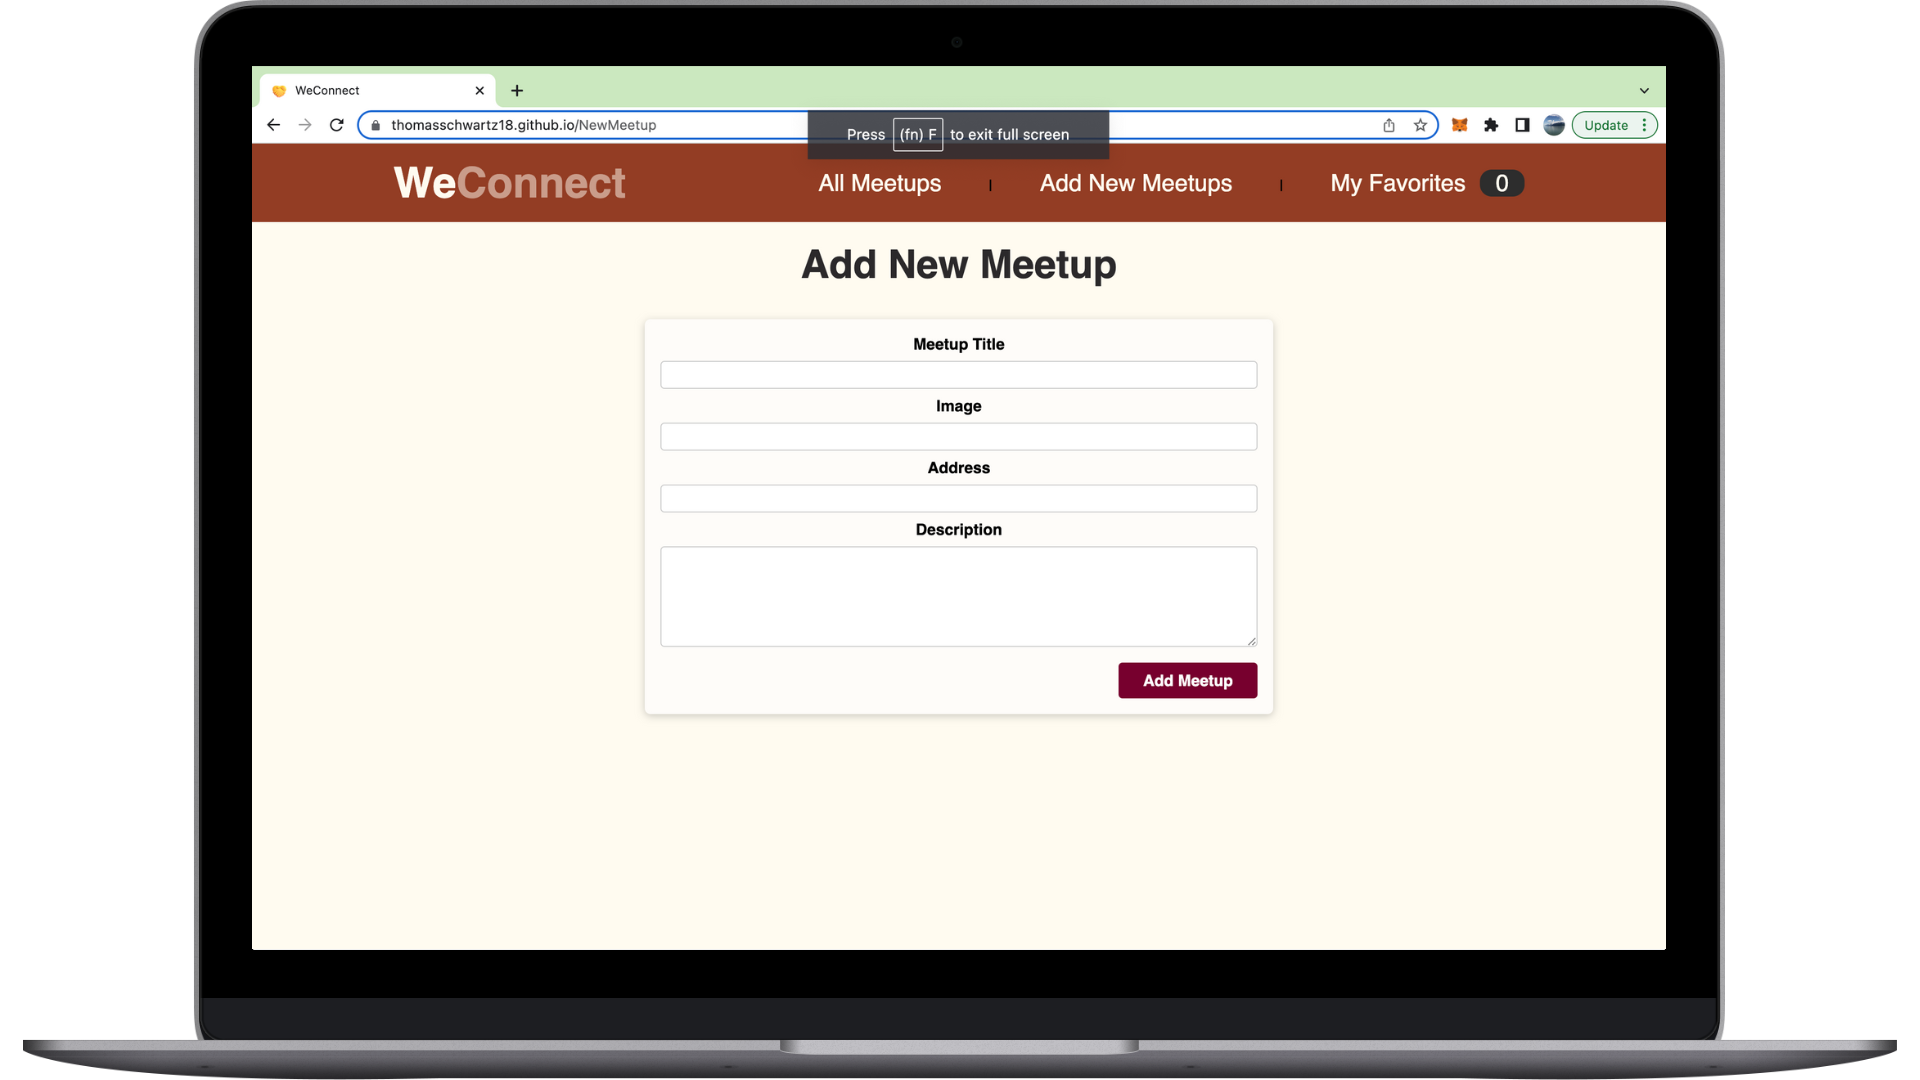 WeConnect
thomasschwartz18.github.io/NewMeetup
Press (fn) F to exit full screen
Update
WeConnect
All Meetups | Add New Meetups | My Favorites 0
Add New Meetup
Meetup Title
Image
Address
Description
Add Meetup